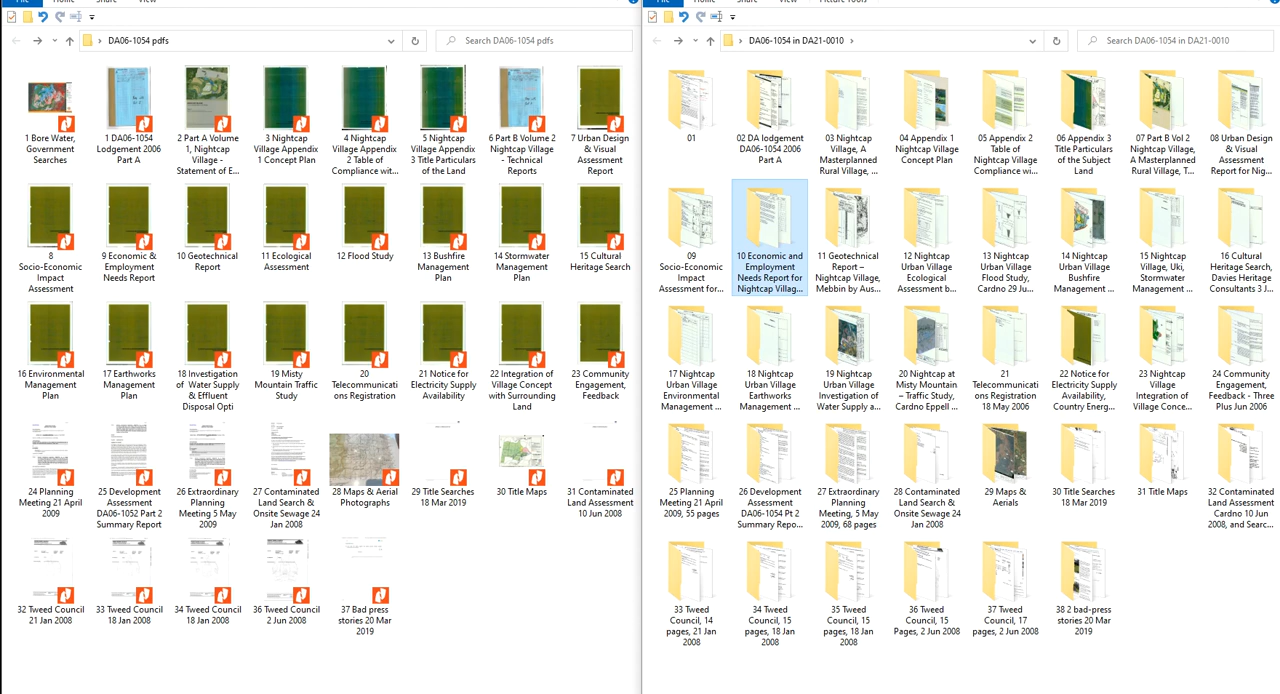 File Home Share View
DA06-1054 pdfs
Search DA06-1054 pdfs
1 Bore Water,
Government
Searches
1 DA06-1054
Lodgement 2006
Part A
2 Part A Volume
1, Nightcap
Village -
Statement of E...
3 Nightcap
Village Appendix
1 Concept Plan
4 Nightcap
Village Appendix
2 Table of
Compliance wit...
5 Nightcap
Village Appendix
3 Title Particulars
of the Land
6 Part B Volume 2
Nightcap Village
- Technical
Reports
7 Urban Design
& Visual
Assessment
Report
8
Socio-Economic
Impact
Assessment
9 Economic &
Employment
Needs Report
10 Geotechnical
Report
11 Ecological
Assessment
12 Flood Study
13 Bushfire
Management
Plan
14 Stormwater
Management
Plan
15 Cultural
Heritage Search
16 Environmental
Management
Plan
17 Earthworks
Management
Plan
18 Investigation
of Water Supply
& Effluent
Disposal Opti
19 Misty
Mountain Traffic
Study
20
Telecommunicati
ons Registration
21 Notice for
Electricity Supply
Availability
22 Integration of
Village Concept
with Surrounding
Land
23 Community
Engagement,
Feedback
24 Planning
Meeting 21 April
2009
25 Development
Assessment
DA06-1052 Part 2
Summary Report
26 Extraordinary
Planning
Meeting 5 May
2009
27 Contaminated
Land Search &
Onsite Sewage 24
Jan 2008
28 Maps & Aerial
Photographs
29 Title Searches
18 Mar 2019
30 Title Maps
31 Contaminated
Land Assessment
10 Jun 2008
32 Tweed Council
21 Jan 2008
33 Tweed Council
18 Jan 2008
34 Tweed Council
18 Jan 2008
36 Tweed Council
2 Jun 2008
37 Bad press
stories 20 Mar
2019
File Home Share View Picture Tools
DA06-1054 in DA21-0010
Search DA06-1054 in DA21-0010
01
02 DA lodgement
DA06-1054 2006
Part A
03 Nightcap
Village, A
Masterplanned
Rural Village, ...
04 Appendix 1
Nightcap Village
Concept Plan
05 Appendix 2
Table of
Nightcap Village
Compliance wi...
06 Appendix 3
Title Particulars
of the Subject
Land
07 Part B Vol 2
Nightcap Village,
A Masterplanned
Rural Village, T...
08 Urban Design
& Visual
Assessment
Report for Nig...
09
Socio-Economic
Impact
Assessment for...
10 Economic and
Employment
Needs Report for
Nightcap Villag...
11 Geotechnical
Report –
Nightcap Village,
Mebbin by Aus...
12 Nightcap
Urban Village
Ecological
Assessment b...
13 Nightcap
Urban Village
Flood Study,
Cardno 29 Ju...
14 Nightcap
Urban Village
Bushfire
Management ...
15 Nightcap
Village, Uki,
Stormwater
Management ...
16 Cultural
Heritage Search,
Davies Heritage
Consultants 3 J...
17 Nightcap
Urban Village
Environmental
Management ...
18 Nightcap
Urban Village
Earthworks
Management ...
19 Nightcap
Urban Village
Investigation of
Water Supply a...
20 Nightcap at
Misty Mountain
– Traffic Study,
Cardno Eppell ...
21
Telecommunicati
ons Registration
18 May 2006
22 Notice for
Electricity Supply
Availability,
Country Energ...
23 Nightcap
Village
Integration of
Village Conce...
24 Community
Engagement,
Feedback - Three
Plus Jun 2006
25 Planning
Meeting 21 April
2009, 55 pages
26 Development
Assessment
DA06-1054 Pt 2
Summary Repo...
27 Extraordinary
Planning
Meeting, 5 May
2009, 68 pages
28 Contaminated
Land Search &
Onsite Sewage 24
Jan 2008
29 Maps &
Aerials
30 Title Searches
18 Mar 2019
31 Title Maps
32 Contaminated
Land Assessment
Cardno 10 Jun
2008, and Searc...
33 Tweed
Council, 14
pages, 21 Jan
2008
34 Tweed
Council, 15
pages, 18 Jan
2008
35 Tweed
Council, 15
pages, 18 Jan
2008
36 Tweed
Council, 15
Pages, 2 Jun 2008
37 Tweed
Council, 17
pages, 2 Jun 2008
38 2 bad-press
stories 20 Mar
2019